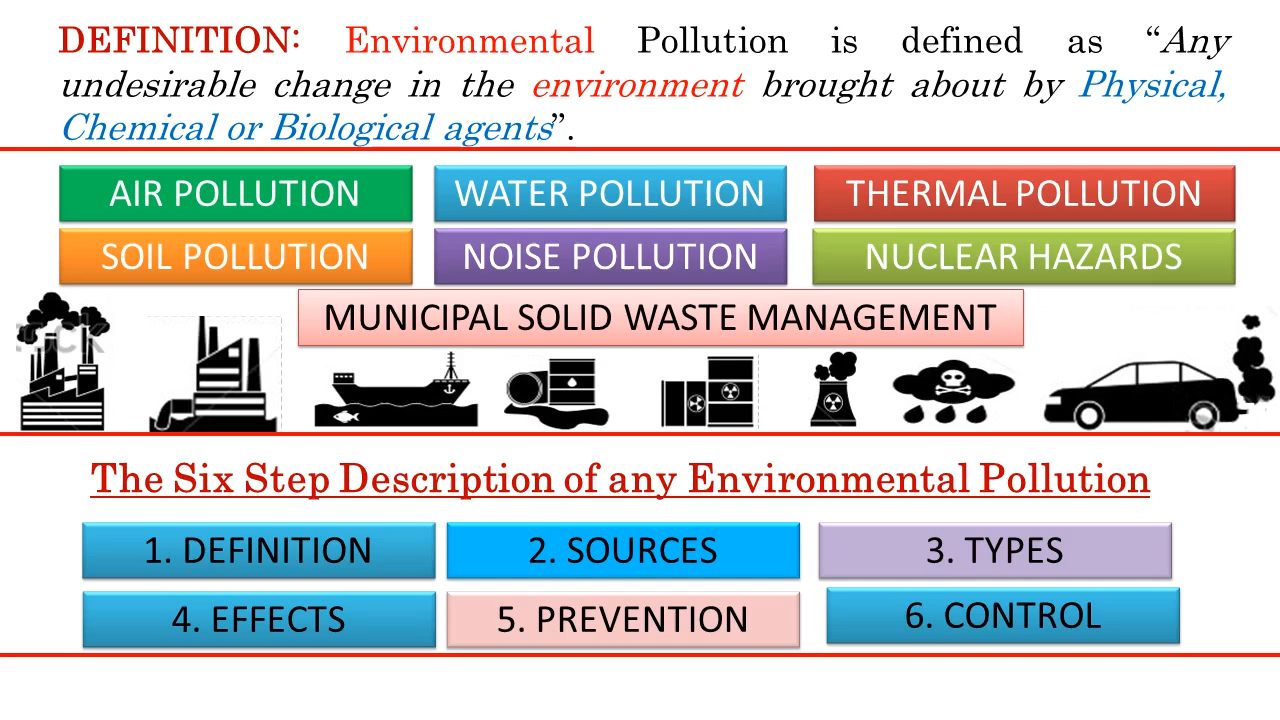 DEFINITION: Environmental Pollution is defined as “Any
undesirable change in the environment brought about by Physical,
Chemical or Biological agents”.
AIR POLLUTION WATER POLLUTION THERMAL POLLUTION
SOIL POLLUTION NOISE POLLUTION NUCLEAR HAZARDS
MUNICIPAL SOLID WASTE MANAGEMENT
The Six Step Description of any Environmental Pollution
1. DEFINITION 2. SOURCES 3. TYPES
4. EFFECTS 5. PREVENTION 6. CONTROL